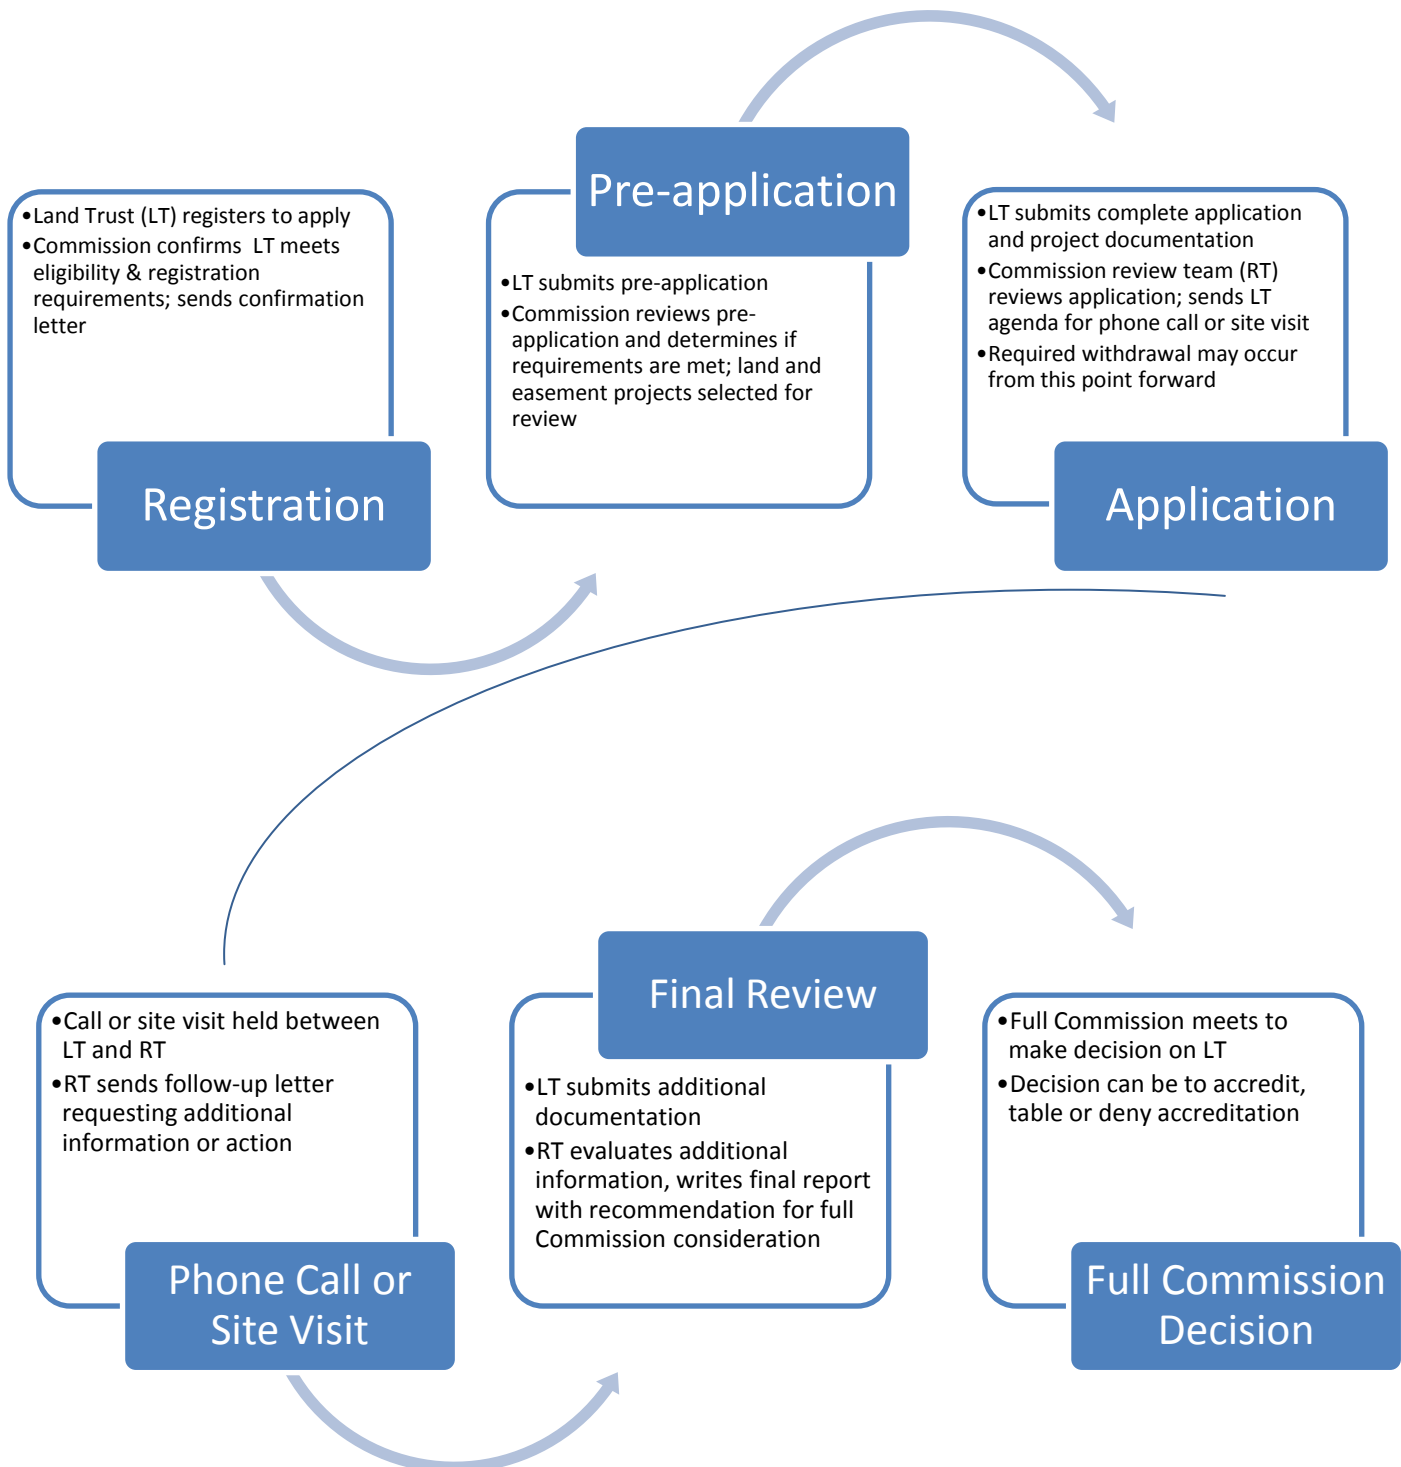 •Land Trust (LT) registers to apply
•Commission confirms  LT meets
eligibility & registration
requirements; sends confirmation
letter
Registration
Pre-application
•LT submits pre-application
•Commission reviews pre-
application and determines if
requirements are met; land and
easement projects selected for
review
•LT submits complete application
and project documentation
•Commission review team (RT)
reviews application; sends LT
agenda for phone call or site visit
•Required withdrawal may occur
from this point forward
Application
•Call or site visit held between
LT and RT
•RT sends follow-up letter
requesting additional
information or action
Phone Call or
Site Visit
Final Review
•LT submits additional
documentation
•RT evaluates additional
information, writes final report
with recommendation for full
Commission consideration
•Full Commission meets to
make decision on LT
•Decision can be to accredit,
table or deny accreditation
Full Commission
Decision